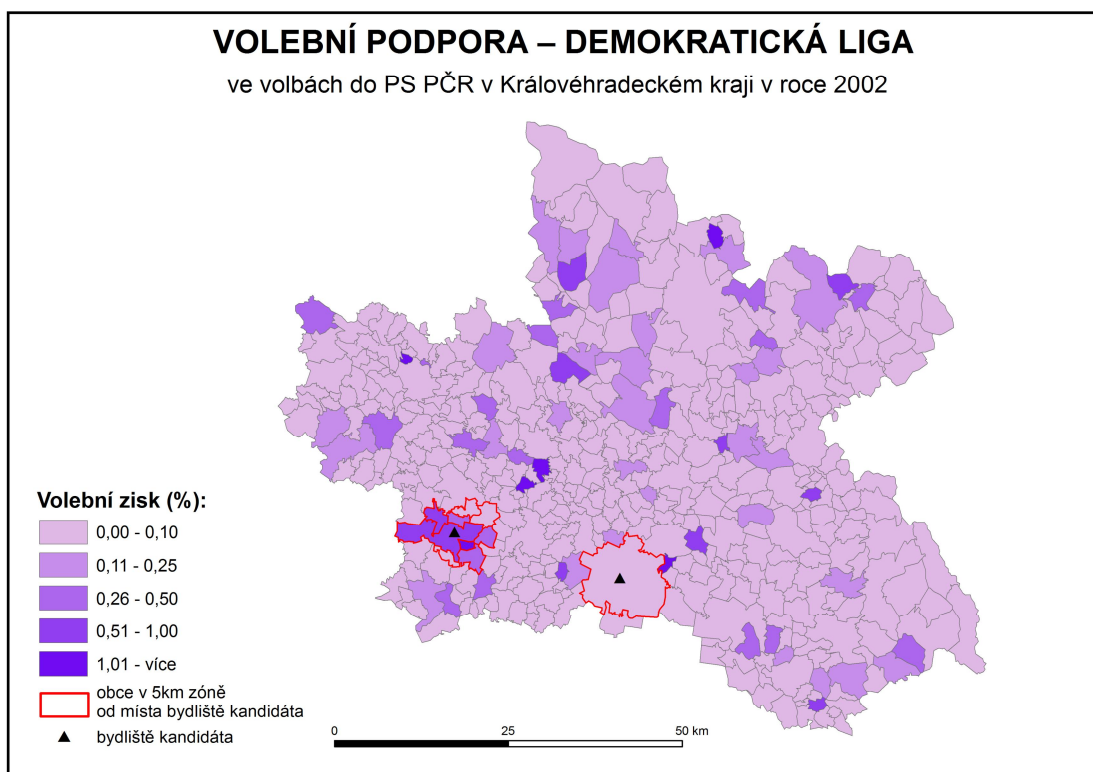 VOLEBNÍ PODPORA – DEMOKRATICKÁ LIGA
ve volbách do PS PČR v Královéhradeckém kraji v roce 2002
Volební zisk (%):
0,00 - 0,10
0,11 - 0,25
0,26 - 0,50
0,51 - 1,00
1,01 - více
obce v 5km zóně
od místa bydliště kandidáta
bydliště kandidáta
0 25 50 km